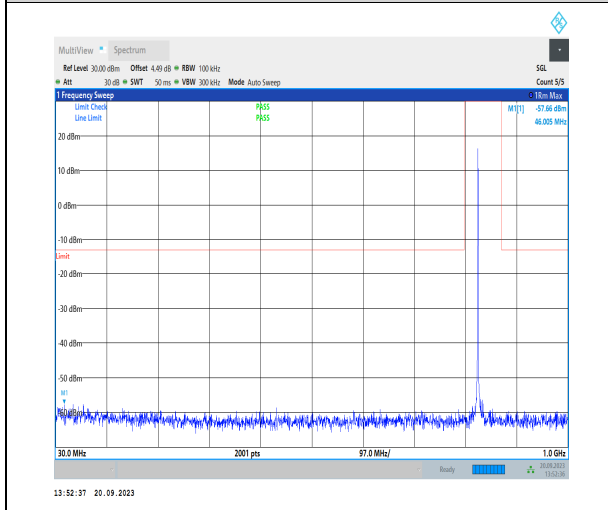 MultiView Spectrum
Ref Level 30.00 dBm Offset 4.49 dB RBW 100 kHz SGL
Att 30 dB SWT 50 ms VBW 300 kHz Mode Auto Sweep Count 5/5
1 Frequency Sweep 1Rm Max
Limit Check PASS M1[1] -57.66 dBm
Line Limit PASS 46.005 MHz
20 dBm
10 dBm
0 dBm
-10 dBm
Limit
-20 dBm
-30 dBm
-40 dBm
-50 dBm
M1
-60 dBm
30.0 MHz 2001 pts 97.0 MHz/ 1.0 GHz
Ready 20.09.2023
13:52:36
13:52:37 20.09.2023